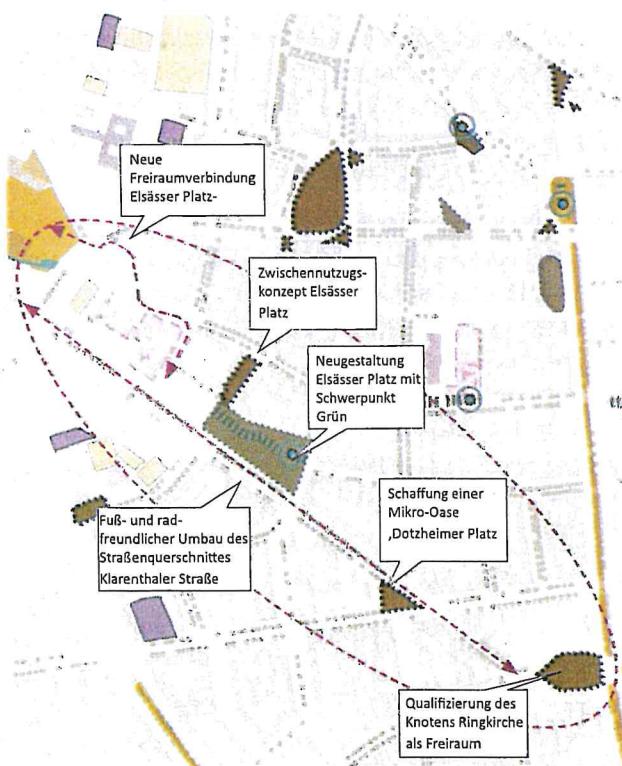 Neue
Freiraumverbindung
Elsässer Platz-
Zwischennutzugs-
konzept Elsässer
Platz
Neugestaltung
Elsässer Platz mit
Schwerpunkt
Grün
Schaffung einer
Mikro-Oase
‚Dotzheimer Platz
Fuß- und rad-
freundlicher Umbau des
Straßenquerschnittes
Klarenthaler Straße
Qualifizierung des
Knotens Ringkirche
als Freiraum